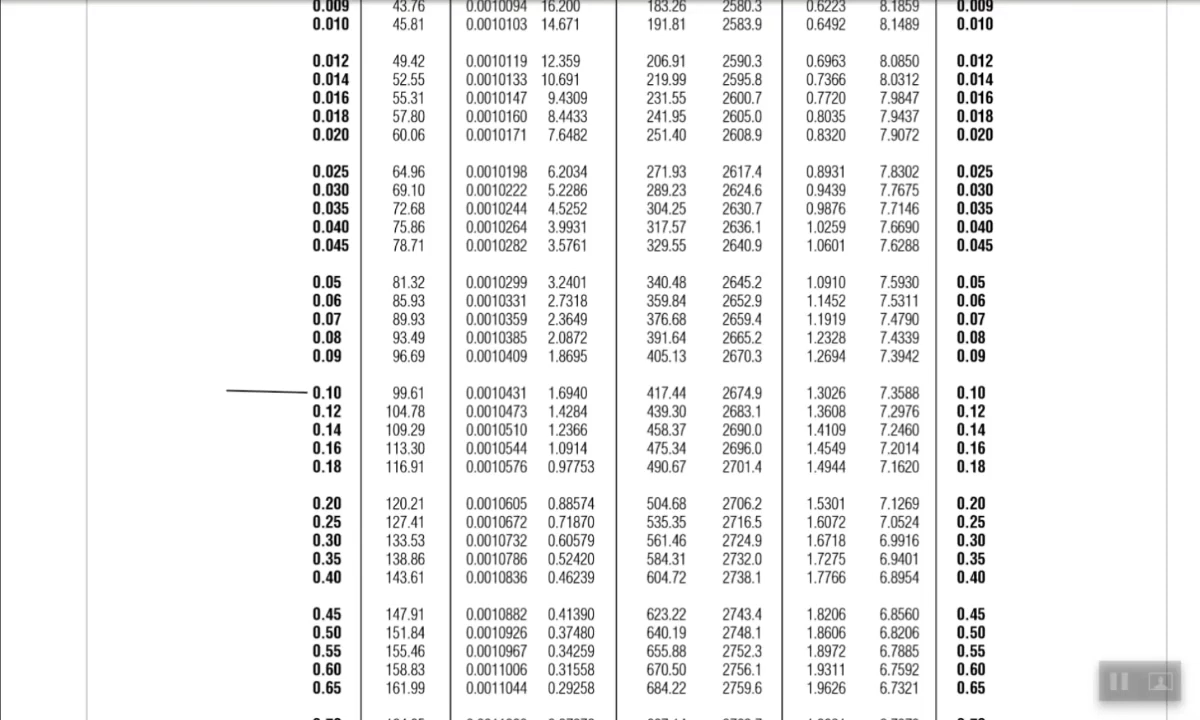 0.009 43.76 0.0010094 16.200 183.26 2580.3 0.6223 8.1859 0.009
0.010 45.81 0.0010103 14.671 191.81 2583.9 0.6492 8.1489 0.010
0.012 49.42 0.0010119 12.359 206.91 2590.3 0.6963 8.0850 0.012
0.014 52.55 0.0010133 10.691 219.99 2595.8 0.7366 8.0312 0.014
0.016 55.31 0.0010147 9.4309 231.55 2600.7 0.7720 7.9847 0.016
0.018 57.80 0.0010160 8.4433 241.95 2605.0 0.8035 7.9437 0.018
0.020 60.06 0.0010171 7.6482 251.40 2608.9 0.8320 7.9072 0.020
0.025 64.96 0.0010198 6.2034 271.93 2617.4 0.8931 7.8302 0.025
0.030 69.10 0.0010222 5.2286 289.23 2624.6 0.9439 7.7675 0.030
0.035 72.68 0.0010244 4.5252 304.25 2630.7 0.9876 7.7146 0.035
0.040 75.86 0.0010264 3.9931 317.57 2636.1 1.0259 7.6690 0.040
0.045 78.71 0.0010282 3.5761 329.55 2640.9 1.0601 7.6288 0.045
0.05 81.32 0.0010299 3.2401 340.48 2645.2 1.0910 7.5930 0.05
0.06 85.93 0.0010331 2.7318 359.84 2652.9 1.1452 7.5311 0.06
0.07 89.93 0.0010359 2.3649 376.68 2659.4 1.1919 7.4790 0.07
0.08 93.49 0.0010385 2.0872 391.64 2665.2 1.2328 7.4339 0.08
0.09 96.69 0.0010409 1.8695 405.13 2670.3 1.2694 7.3942 0.09
0.10 99.61 0.0010431 1.6940 417.44 2674.9 1.3026 7.3588 0.10
0.12 104.78 0.0010473 1.4284 439.30 2683.1 1.3608 7.2976 0.12
0.14 109.29 0.0010510 1.2366 458.37 2690.0 1.4109 7.2460 0.14
0.16 113.30 0.0010544 1.0914 475.34 2696.0 1.4549 7.2014 0.16
0.18 116.91 0.0010576 0.97753 490.67 2701.4 1.4944 7.1620 0.18
0.20 120.21 0.0010605 0.88574 504.68 2706.2 1.5301 7.1269 0.20
0.25 127.41 0.0010672 0.71870 535.35 2716.5 1.6072 7.0524 0.25
0.30 133.53 0.0010732 0.60579 561.46 2724.9 1.6718 6.9916 0.30
0.35 138.86 0.0010786 0.52420 584.31 2732.0 1.7275 6.9401 0.35
0.40 143.61 0.0010836 0.46239 604.72 2738.1 1.7766 6.8954 0.40
0.45 147.91 0.0010882 0.41390 623.22 2743.4 1.8206 6.8560 0.45
0.50 151.84 0.0010926 0.37480 640.19 2748.1 1.8606 6.8206 0.50
0.55 155.46 0.0010967 0.34259 655.88 2752.3 1.8972 6.7885 0.55
0.60 158.83 0.0011006 0.31558 670.50 2756.1 1.9311 6.7592 0.60
0.65 161.99 0.0011044 0.29258 684.22 2759.6 1.9626 6.7321 0.65